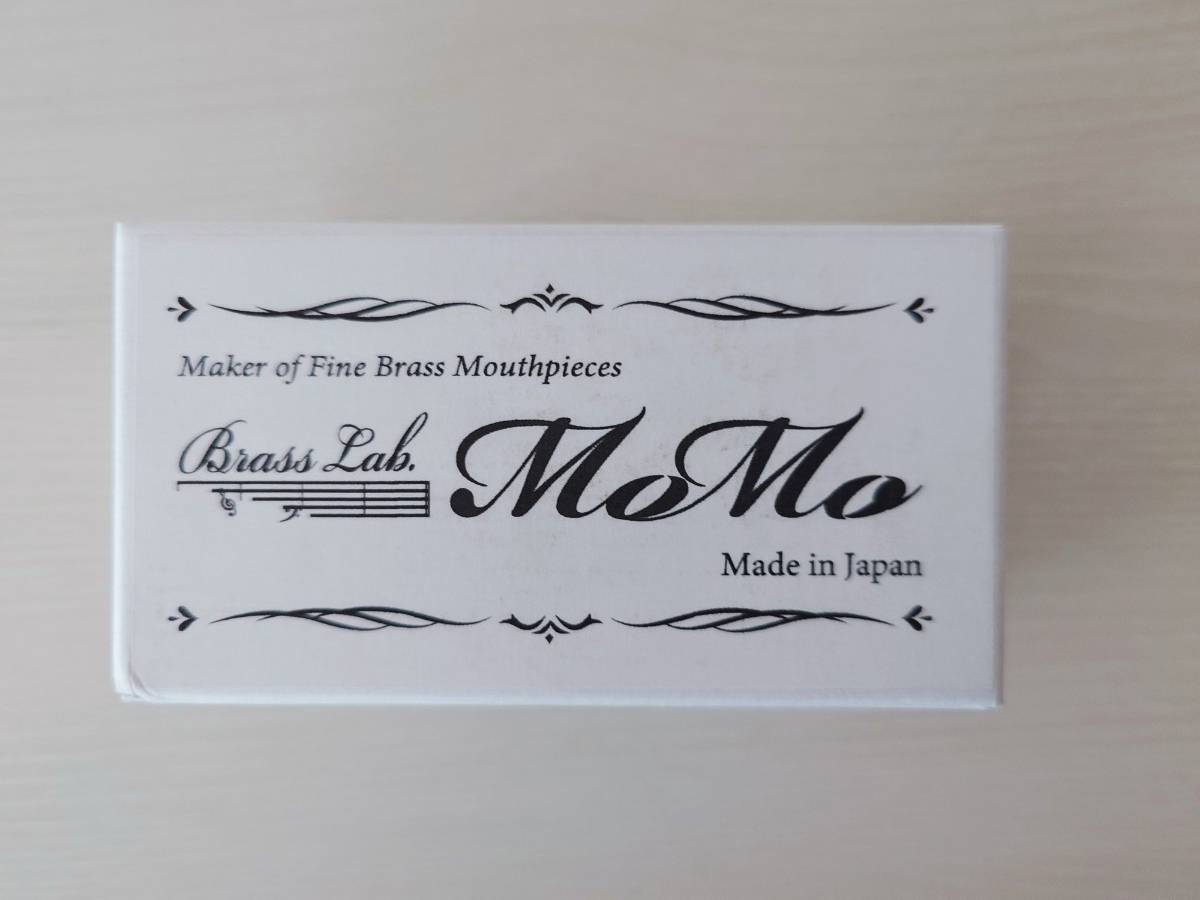 Maker of Fine Brass Mouthpieces
Brass Lab. MoMo
Made in Japan